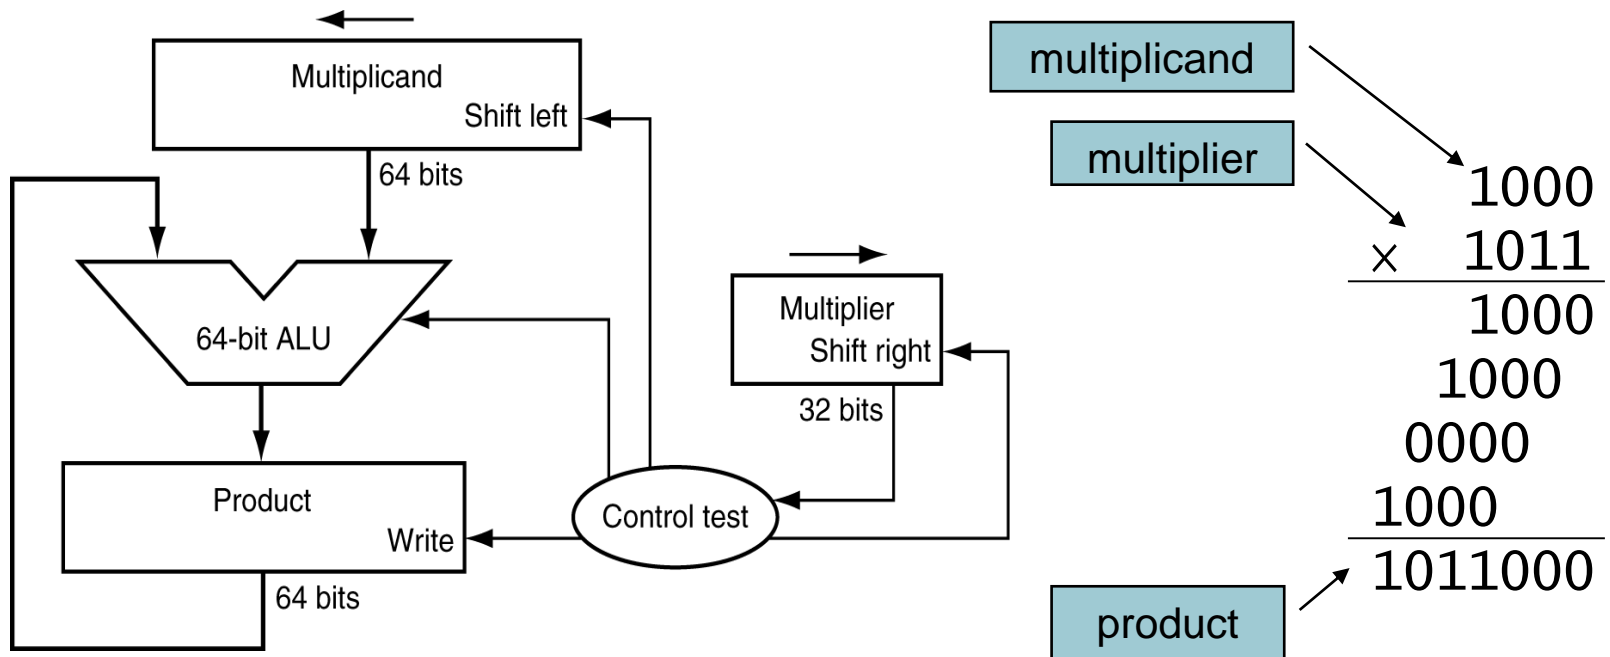 Multiplicand
Shift left
64 bits
64-bit ALU
Multiplier
Shift right
32 bits
Product
Write
Control test
64 bits
multiplicand
multiplier
1000
× 1011
1000
1000
0000
1000
1011000
product